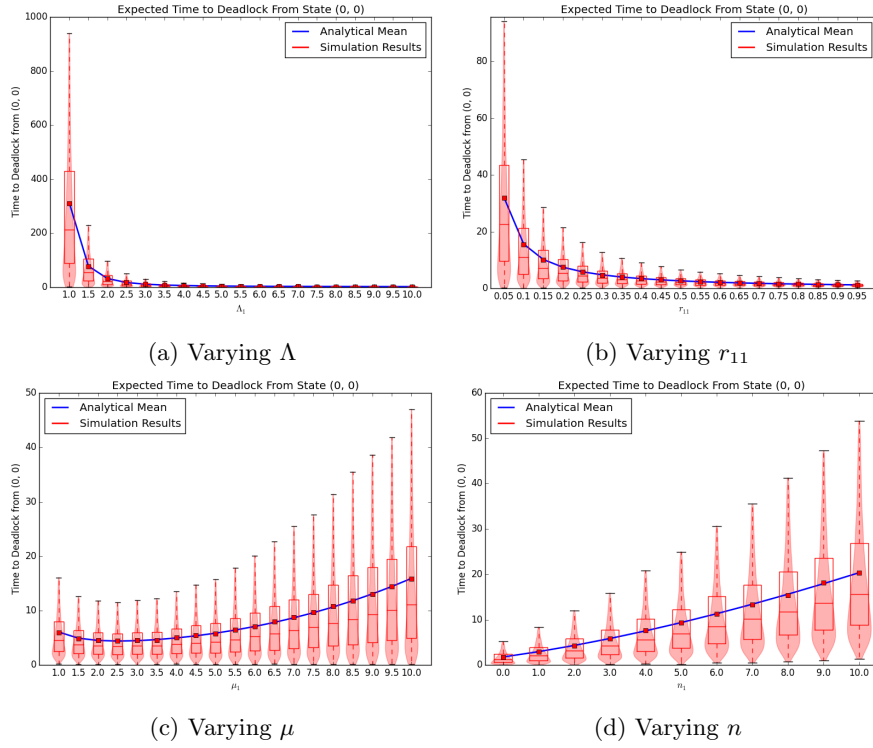 Expected Time to Deadlock From State (0, 0)
Analytical Mean
Simulation Results
Time to Deadlock from (0, 0)
1000
800
600
400
200
0
1.0 1.5 2.0 2.5 3.0 3.5 4.0 4.5 5.0 5.5 6.0 6.5 7.0 7.5 8.0 8.5 9.0 9.5 10.0
Λ1
(a) Varying Λ
Expected Time to Deadlock From State (0, 0)
Analytical Mean
Simulation Results
Time to Deadlock from (0, 0)
80
60
40
20
0
0.05 0.1 0.15 0.2 0.25 0.3 0.35 0.4 0.45 0.5 0.55 0.6 0.65 0.7 0.75 0.8 0.85 0.9 0.95
r11
(b) Varying r11
Expected Time to Deadlock From State (0, 0)
Analytical Mean
Simulation Results
Time to Deadlock from (0, 0)
50
40
30
20
10
0
1.0 1.5 2.0 2.5 3.0 3.5 4.0 4.5 5.0 5.5 6.0 6.5 7.0 7.5 8.0 8.5 9.0 9.5 10.0
μ1
(c) Varying μ
Expected Time to Deadlock From State (0, 0)
Analytical Mean
Simulation Results
Time to Deadlock from (0, 0)
60
50
40
30
20
10
0
0.0 1.0 2.0 3.0 4.0 5.0 6.0 7.0 8.0 9.0 10.0
n1
(d) Varying n